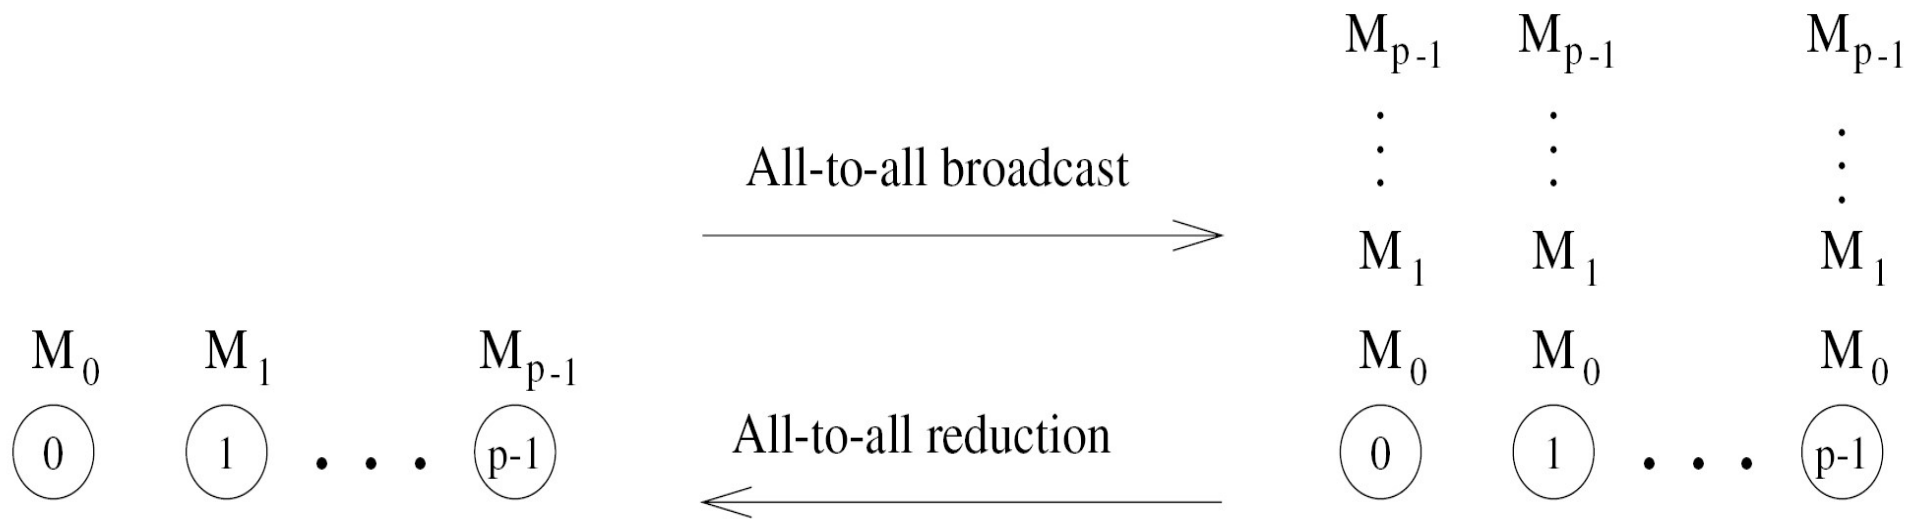 M_{p-1} M_{p-1} M_{p-1}
All-to-all broadcast
M_1 M_1 M_1
M_0 M_1 M_{p-1} M_0 M_0 M_0
All-to-all reduction
0 1 . . . p-1 0 1 . . . p-1